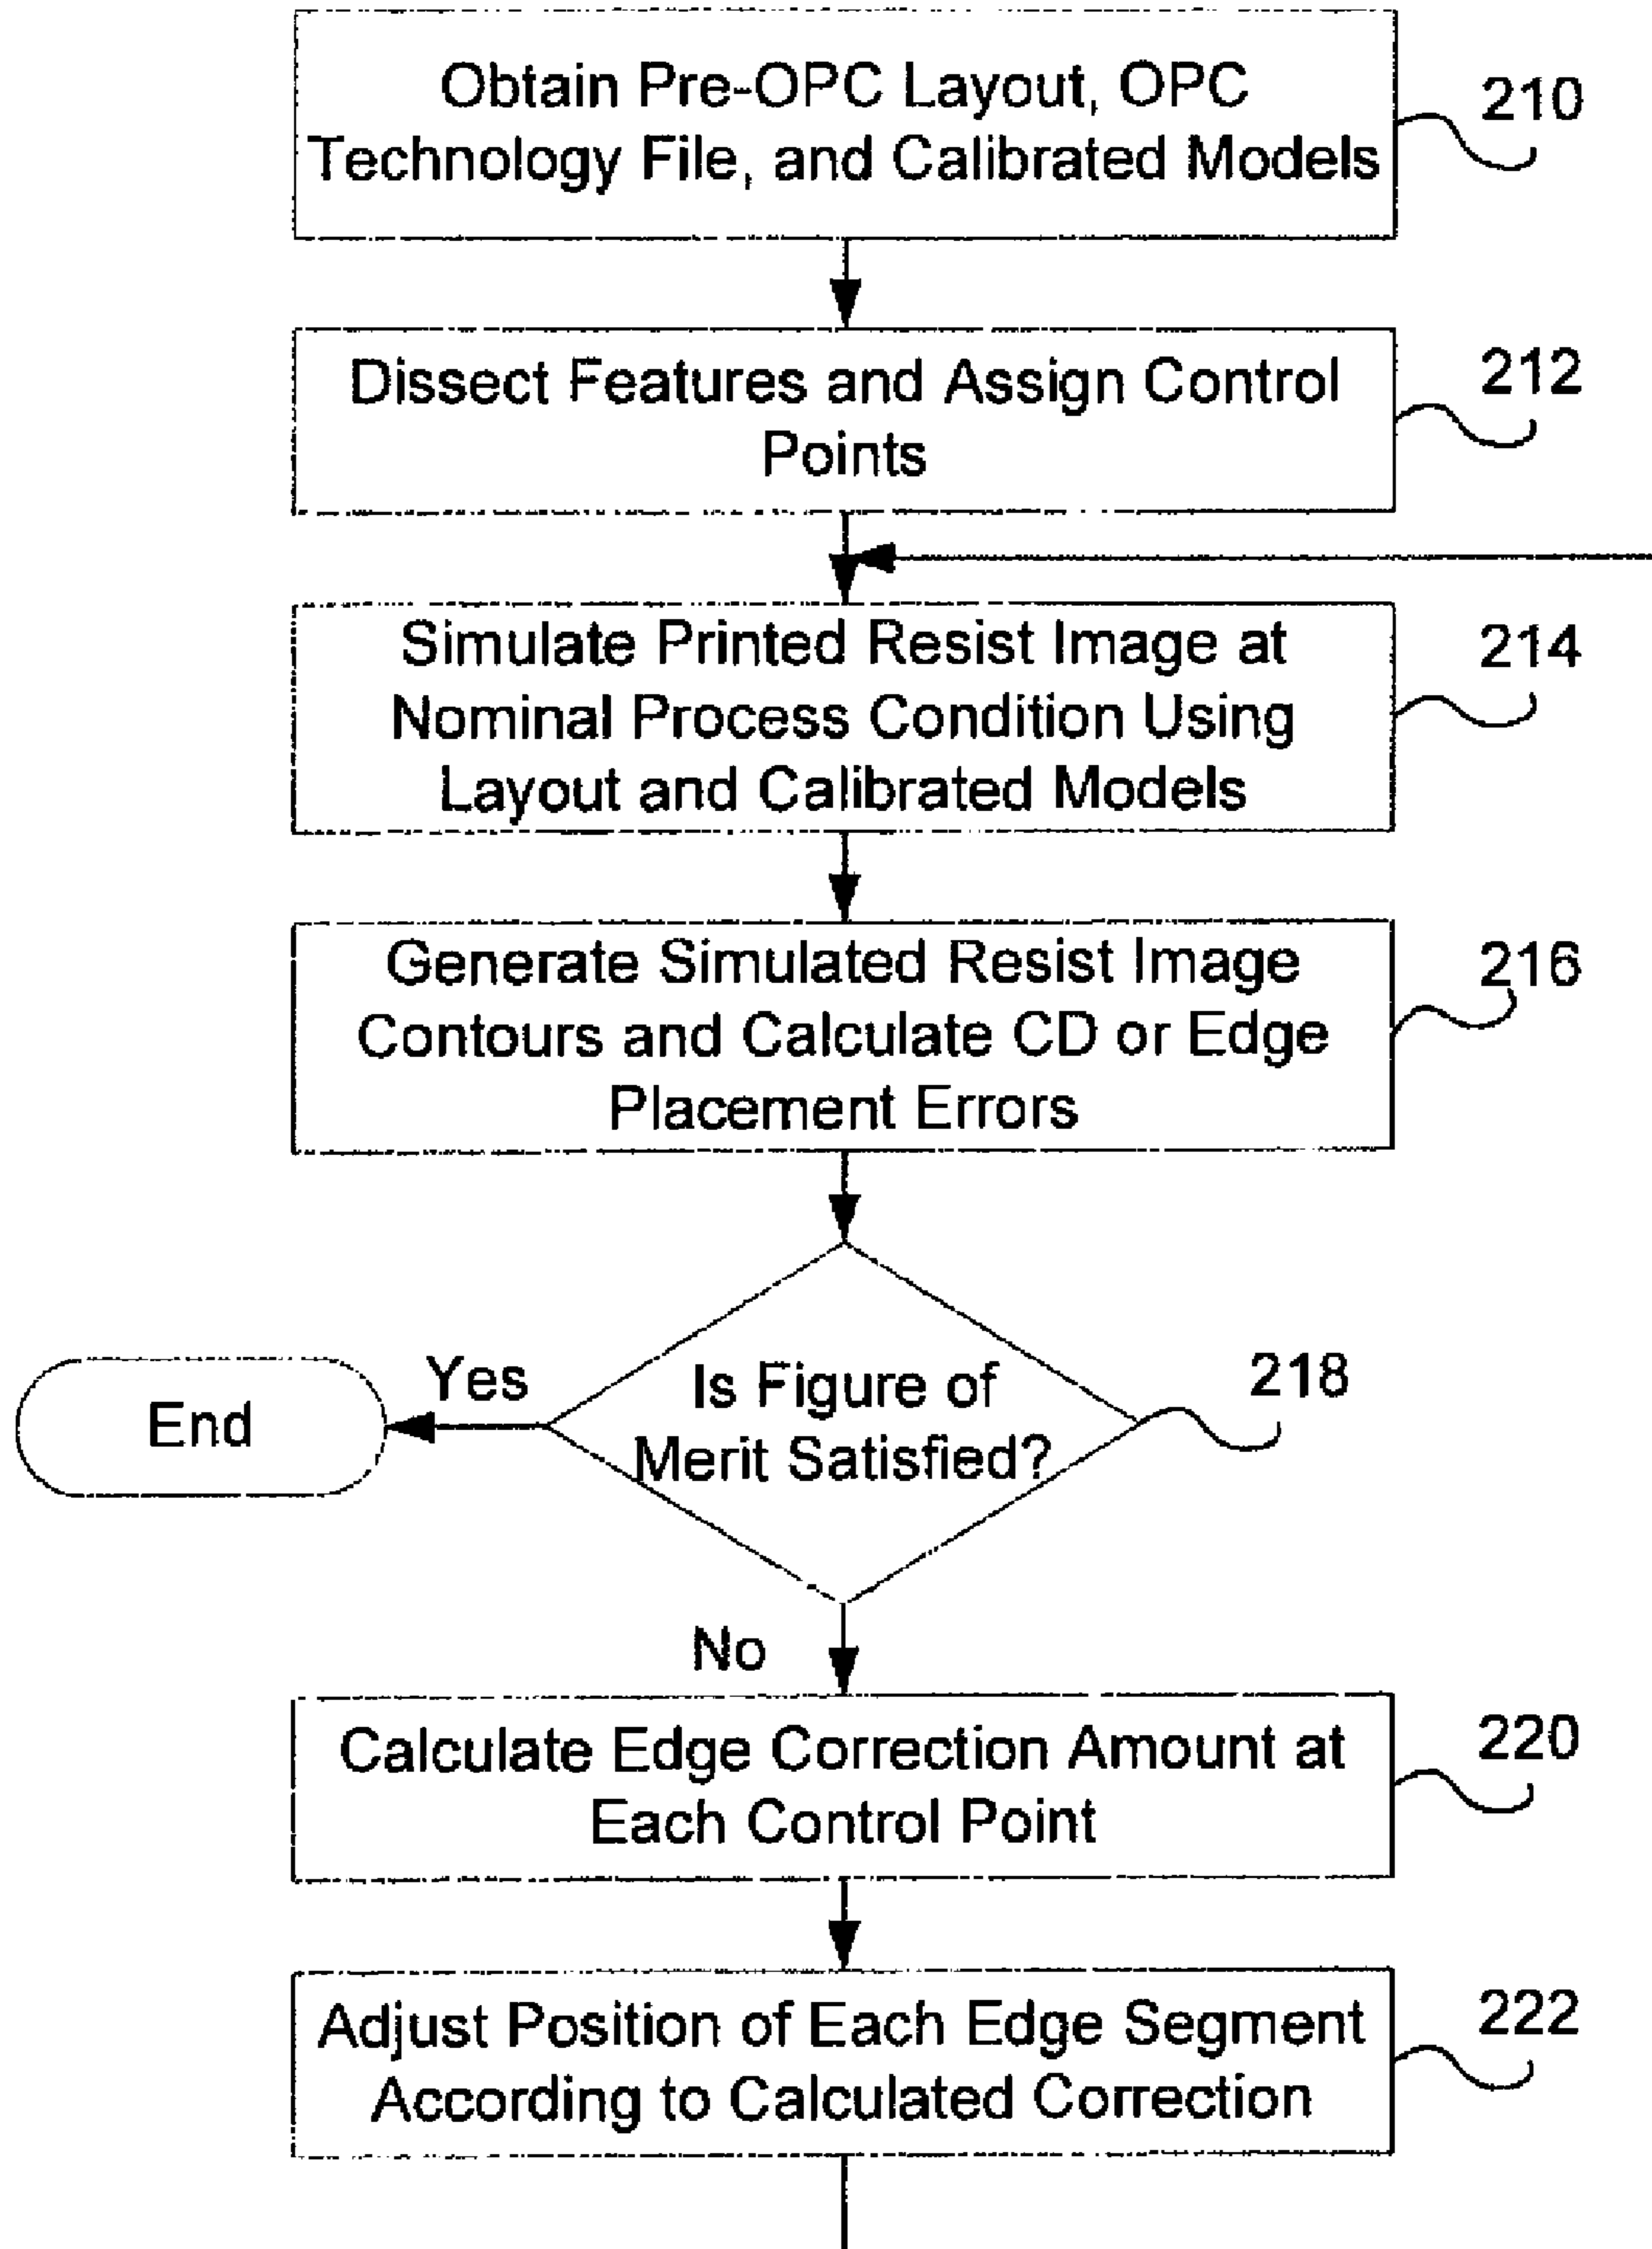 Obtain Pre-OPC Layout, OPC
Technology File, and Calibrated Models
210
Dissect Features and Assign Control
Points
212
Simulate Printed Resist Image at
Nominal Process Condition Using
Layout and Calibrated Models
214
Generate Simulated Resist Image
Contours and Calculate CD or Edge
Placement Errors
216
Is Figure of
Merit Satisfied?
218
Yes
End
No
Calculate Edge Correction Amount at
Each Control Point
220
Adjust Position of Each Edge Segment
According to Calculated Correction
222